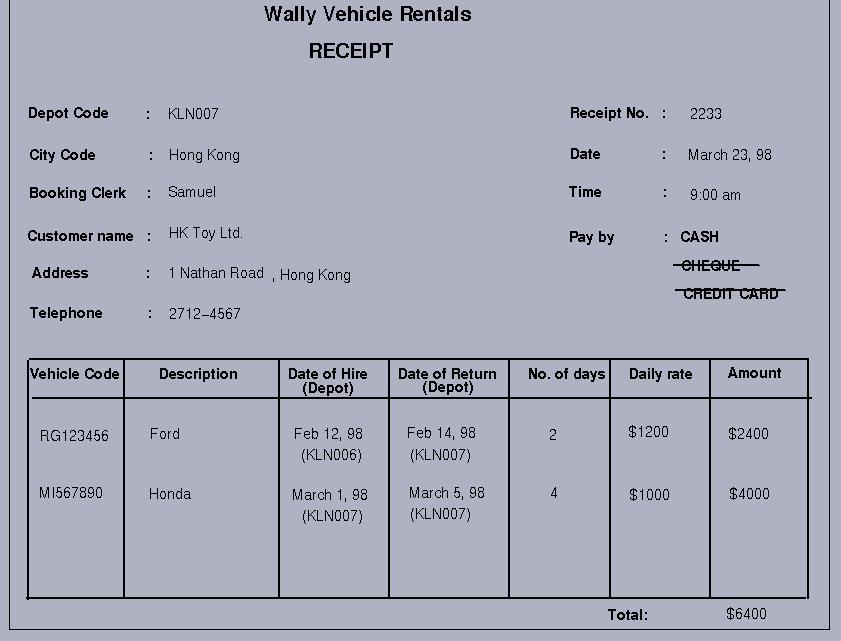 Wally Vehicle Rentals
RECEIPT
Depot Code : KLN007 Receipt No. : 2233
City Code : Hong Kong Date : March 23, 98
Booking Clerk : Samuel Time : 9:00 am
Customer name : HK Toy Ltd. Pay by : CASH
CHEQUE
Address : 1 Nathan Road , Hong Kong
CREDIT CARD
Telephone : 2712-4567
Vehicle Code Description Date of Hire (Depot) Date of Return (Depot) No. of days Daily rate Amount
RG123456 Ford Feb 12, 98 Feb 14, 98 2 $1200 $2400
(KLN006) (KLN007)
MI567890 Honda March 1, 98 March 5, 98 4 $1000 $4000
(KLN007) (KLN007)
Total: $6400